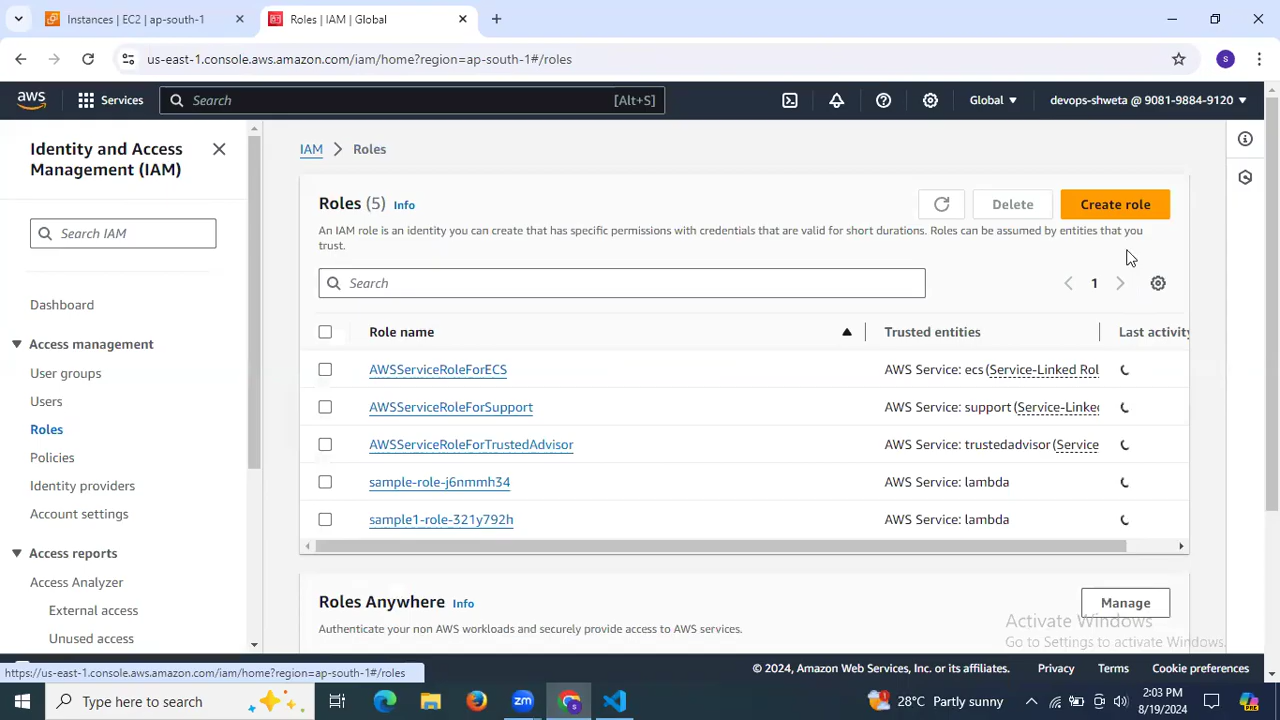 Instances | EC2 | ap-south-1
Roles | IAM | Global
us-east-1.console.aws.amazon.com/iam/home?region=ap-south-1#/roles
S
aws
Services
Search
[Alt+S]
Global
devops-shweta @ 9081-9884-9120
Identity and Access
Management (IAM)
Search IAM
Dashboard
Access management
User groups
Users
Roles
Policies
Identity providers
Account settings
Access reports
Access Analyzer
External access
Unused access
IAM
Roles
Roles (5) Info
Delete
Create role
An IAM role is an identity you can create that has specific permissions with credentials that are valid for short durations. Roles can be assumed by entities that you
trust.
Search
1
Role name
Trusted entities
Last activity
AWSServiceRoleForECS
AWS Service: ecs (Service-Linked Rol
AWSServiceRoleForSupport
AWS Service: support (Service-Linke
AWSServiceRoleForTrustedAdvisor
AWS Service: trustedadvisor (Service
sample-role-j6nmmh34
AWS Service: lambda
sample1-role-321y792h
AWS Service: lambda
Roles Anywhere Info
Manage
Authenticate your non AWS workloads and securely provide access to AWS services.
Activate Windows
Go to Settings to activate Windows.
https://us-east-1.console.aws.amazon.com/iam/home?region=ap-south-1#/roles
© 2024, Amazon Web Services, Inc. or its affiliates.
Privacy
Terms
Cookie preferences
Type here to search
zm
28°C Partly sunny
2:03 PM
8/19/2024